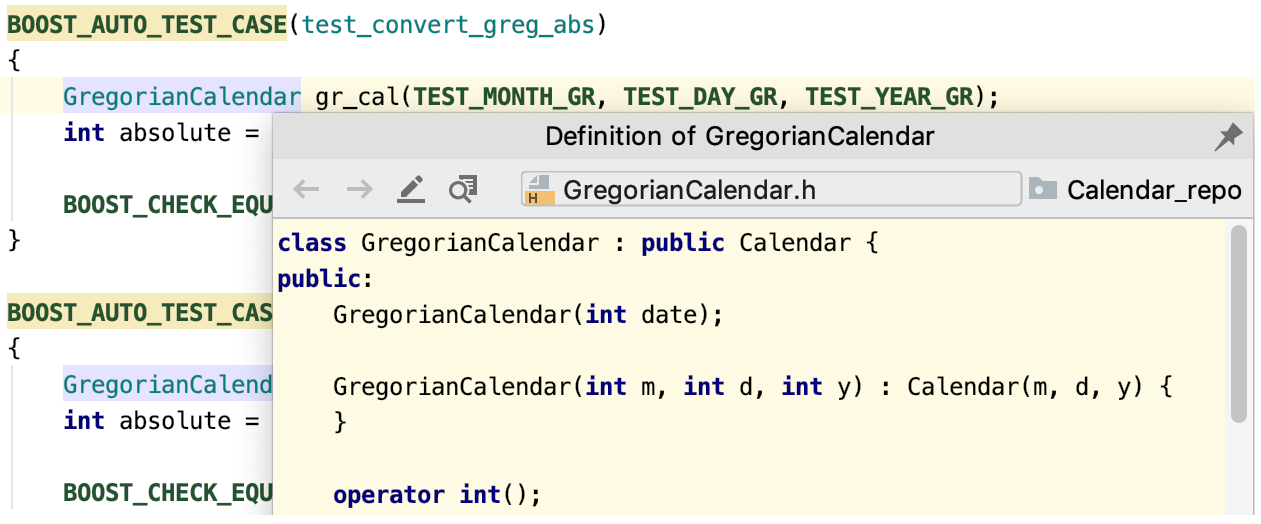 BOOST_AUTO_TEST_CASE(test_convert_greg_abs)
{
GregorianCalendar gr_cal(TEST_MONTH_GR, TEST_DAY_GR, TEST_YEAR_GR);
int absolute =
BOOST_CHECK_EQU
}
BOOST_AUTO_TEST_CAS
{
GregorianCalend
int absolute =
BOOST_CHECK_EQU
Definition of GregorianCalendar
H GregorianCalendar.h Calendar_repo
class GregorianCalendar : public Calendar {
public:
GregorianCalendar(int date);
GregorianCalendar(int m, int d, int y) : Calendar(m, d, y) {
}
operator int();